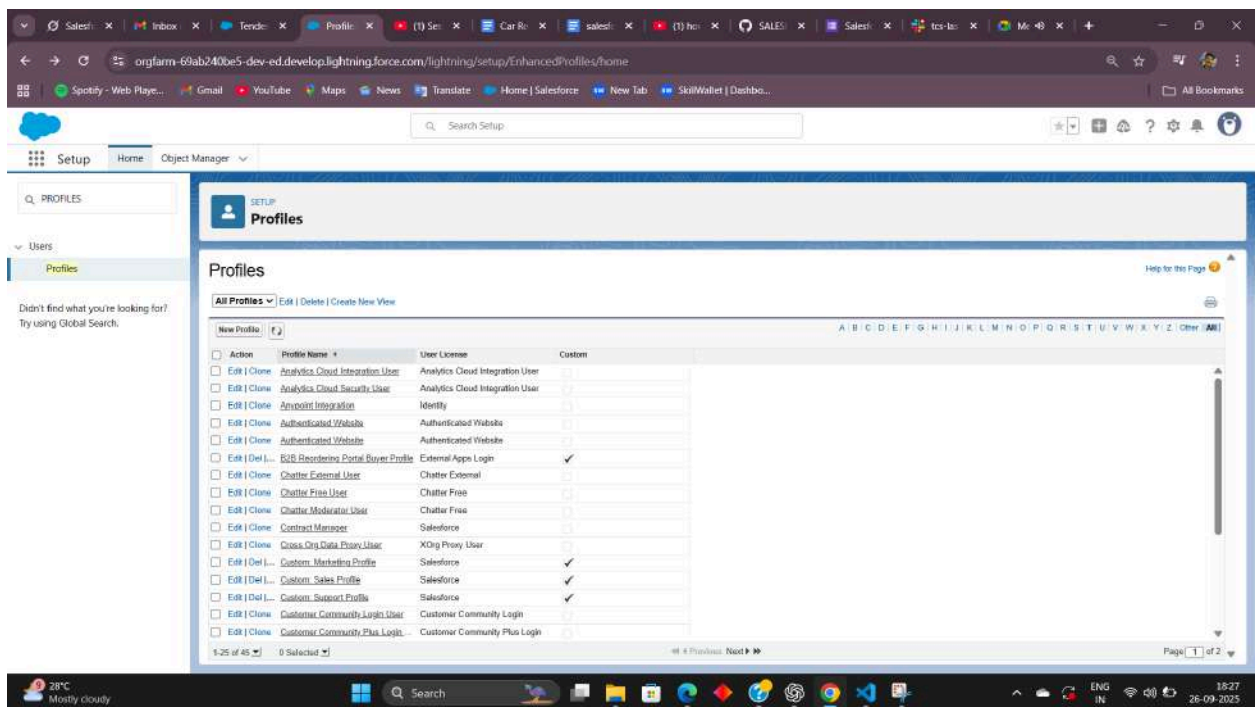 Salesf
Inbox
Tende
Profile
(1) Se
Car Re
salesf
(1) ho
SALES
Salesf
tcs-las
Me
orgfarm-69ab240be5-dev-ed.develop.lightning.force.com/lightning/setup/EnhancedProfiles/home
Spotify - Web Playe... Gmail YouTube Maps News Translate Home | Salesforce New Tab SkillWallet | Dashbo... All Bookmarks
Search Setup
Setup Home Object Manager
PROFILES
Users
Profiles
Didn't find what you're looking for?
Try using Global Search.
SETUP
Profiles
Profiles
Help for this Page
All Profiles Edit | Delete | Create New View
New Profile A B C D E F G H I J K L M N O P Q R S T U V W X Y Z Other All
Action Profile Name User License Custom
Edit | Clone Analytics Cloud Integration User Analytics Cloud Integration User
Edit | Clone Analytics Cloud Security User Analytics Cloud Integration User
Edit | Clone Anypoint Integration Identity
Edit | Clone Authenticated Website Authenticated Website
Edit | Clone Authenticated Website Authenticated Website
Edit | Del |... B2B Reordering Portal Buyer Profile External Apps Login ✓
Edit | Clone Chatter External User Chatter External
Edit | Clone Chatter Free User Chatter Free
Edit | Clone Chatter Moderator User Chatter Free
Edit | Clone Contract Manager Salesforce
Edit | Clone Cross Org Data Proxy User XOrg Proxy User
Edit | Del |... Custom: Marketing Profile Salesforce ✓
Edit | Del |... Custom: Sales Profile Salesforce ✓
Edit | Del |... Custom: Support Profile Salesforce ✓
Edit | Clone Customer Community Login User Customer Community Login
Edit | Clone Customer Community Plus Login ... Customer Community Plus Login
1-25 of 45 0 Selected Previous Next Page 1 of 2
28°C
Mostly cloudy
Search
ENG
IN
18:27
26-09-2025